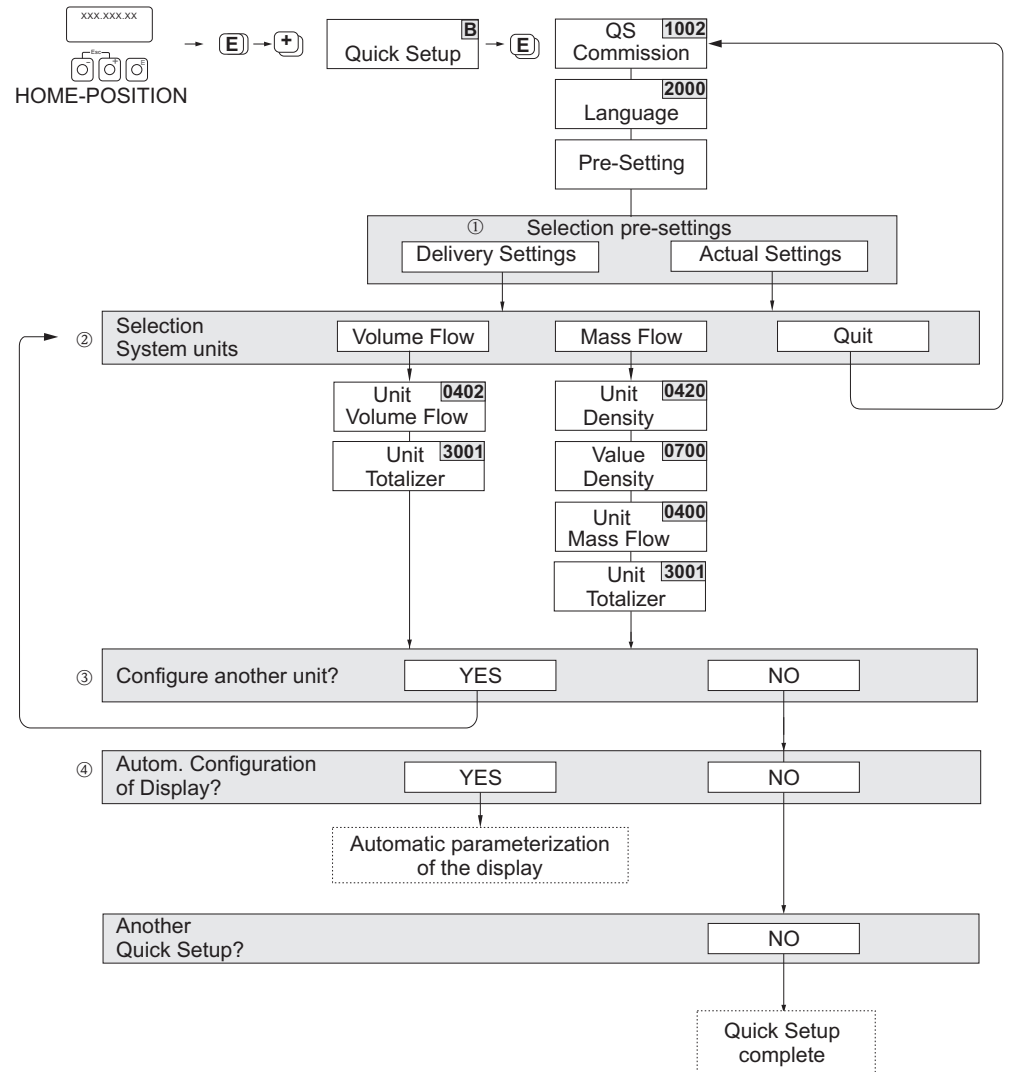 xxx.xxx.xx
Esc
- + E
HOME-POSITION
E
+
B
Quick Setup
E
1002
QS
Commission
2000
Language
Pre-Setting
① Selection pre-settings
Delivery Settings
Actual Settings
②
Selection
System units
Volume Flow
Mass Flow
Quit
0402
Unit
Volume Flow
3001
Unit
Totalizer
0420
Unit
Density
0700
Value
Density
0400
Unit
Mass Flow
3001
Unit
Totalizer
③ Configure another unit?
YES
NO
④
Autom. Configuration
of Display?
YES
NO
Automatic parameterization
of the display
Another
Quick Setup?
NO
Quick Setup
complete